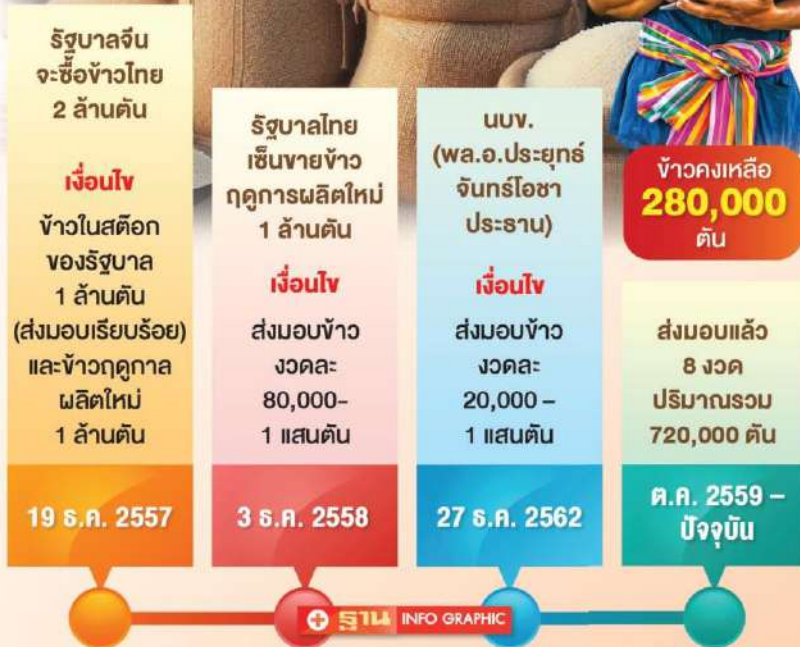 รัฐบาลจีน
จะซื้อข้าวไทย
2 ล้านตัน
เงื่อนไข
ข้าวในสต๊อก
ของรัฐบาล
1 ล้านตัน
(ส่งมอบเรียบร้อย)
และข้าวฤดูกาล
ผลิตใหม่
1 ล้านตัน
19 ธ.ค. 2557
รัฐบาลไทย
เซ็นขายข้าว
ฤดูการผลิตใหม่
1 ล้านตัน
เงื่อนไข
ส่งมอบข้าว
งวดละ
80,000-
1 แสนตัน
3 ธ.ค. 2558
นบข.
(พล.อ.ประยุทธ์
จันทร์โอชา
ประธาน)
เงื่อนไข
ส่งมอบข้าว
งวดละ
20,000 –
1 แสนตัน
27 ธ.ค. 2562
ข้าวคงเหลือ
280,000
ตัน
ส่งมอบแล้ว
8 งวด
ปริมาณรวม
720,000 ตัน
ต.ค. 2559 –
ปัจจุบัน
ฐาน INFO GRAPHIC